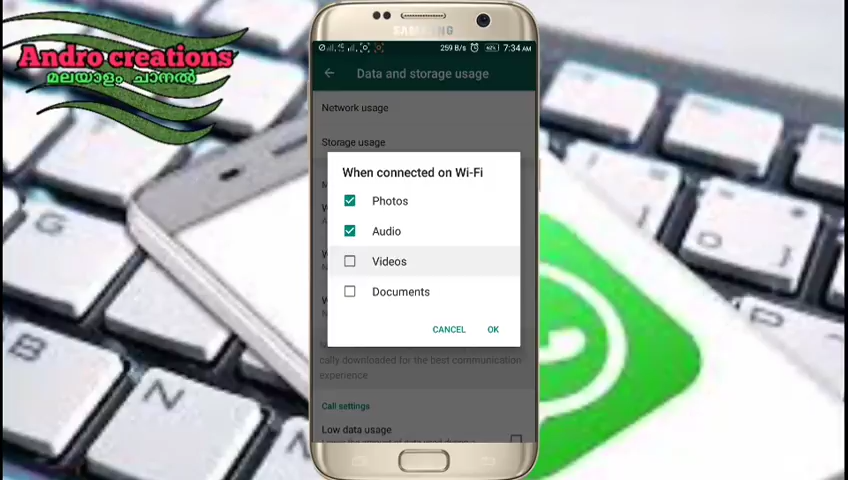 Andro creations
മലയാളം ചാനൽ
SAMSUNG
259 B/s 62% 7:34 AM
Data and storage usage
Network usage
Storage usage
When connected on Wi-Fi
Photos
Audio
Videos
Documents
CANCEL OK
cally downloaded for the best communication
experience
Call settings
Low data usage
G
B
N